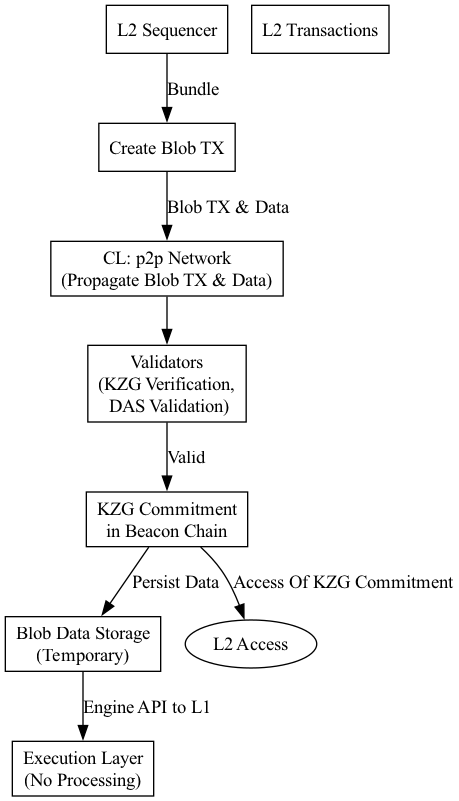 L2 Sequencer
L2 Transactions
Bundle
Create Blob TX
Blob TX & Data
CL: p2p Network
(Propagate Blob TX & Data)
Validators
(KZG Verification,
DAS Validation)
Valid
KZG Commitment
in Beacon Chain
Persist Data
Access Of KZG Commitment
Blob Data Storage
(Temporary)
L2 Access
Engine API to L1
Execution Layer
(No Processing)